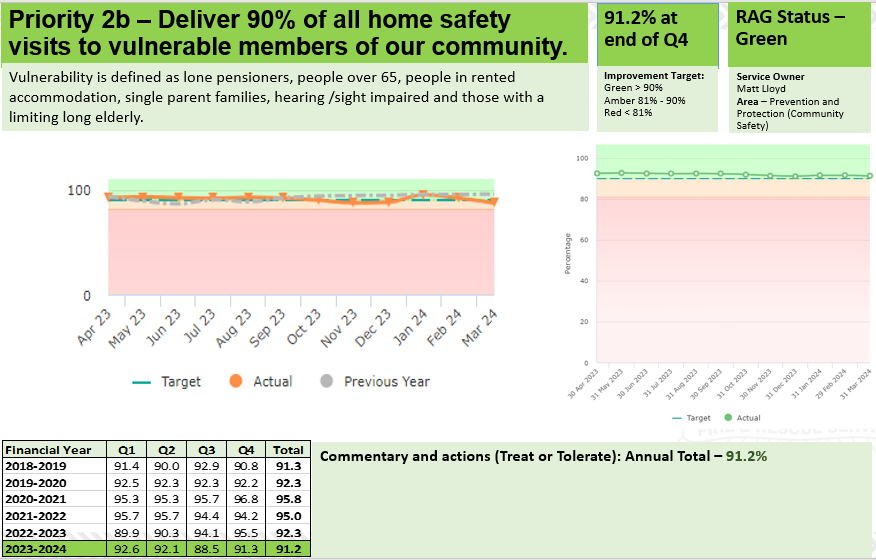 Priority 2b – Deliver 90% of all home safety
visits to vulnerable members of our community.
Vulnerability is defined as lone pensioners, people over 65, people in rented
accommodation, single parent families, hearing /sight impaired and those with a
limiting long elderly.
91.2% at
end of Q4
Improvement Target:
Green > 90%
Amber 81% - 90%
Red < 81%
RAG Status –
Green
Service Owner
Matt Lloyd
Area – Prevention and
Protection (Community
Safety)
100
0
Apr 23
May 23
Jun 23
Jul 23
Aug 23
Sep 23
Oct 23
Nov 23
Dec 23
Jan 24
Feb 24
Mar 24
Target Actual Previous Year
Percentage
100
80
60
40
20
0
30 Apr 2023
31 May 2023
30 Jun 2023
31 Jul 2023
31 Aug 2023
30 Sep 2023
31 Oct 2023
30 Nov 2023
31 Dec 2023
31 Jan 2024
29 Feb 2024
31 Mar 2024
Target Actual
Financial Year Q1 Q2 Q3 Q4 Total
2018-2019 91.4 90.0 92.9 90.8 91.3
2019-2020 92.5 92.3 92.3 92.2 92.3
2020-2021 95.3 95.3 95.7 96.8 95.8
2021-2022 95.7 95.7 94.4 94.2 95.0
2022-2023 89.9 90.3 94.1 95.5 92.3
2023-2024 92.6 92.1 88.5 91.3 91.2
Commentary and actions (Treat or Tolerate): Annual Total – 91.2%